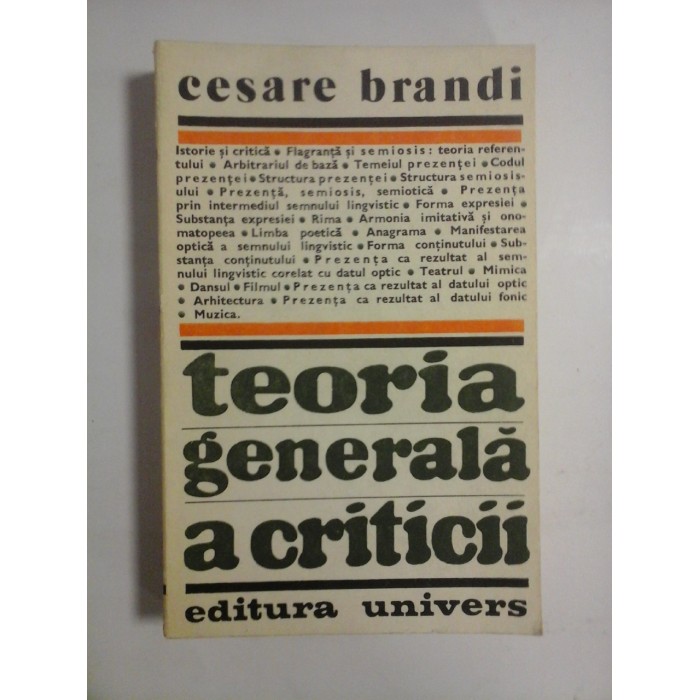 cesare brandi
Istorie și critică • Flagranță și semiosis: teoria referen-
tului • Arbitrariul de bază • Temeiul prezenței • Codul
prezenței • Structura prezenței • Structura semiosis-
ului • Prezență, semiosis, semiotică • Prezența
prin intermediul semnului lingvistic • Forma expresiei •
Substanța expresiei • Rima • Armonia imitativă și ono-
matopeea • Limba poetică • Anagrama • Manifestarea
optică a semnului lingvistic • Forma conținutului • Sub-
stanța conținutului • Prezența ca rezultat al sem-
nului lingvistic corelat cu datul optic • Teatrul • Mimica
• Dansul • Filmul • Prezența ca rezultat al datului optic
• Arhitectura • Prezența ca rezultat al datului fonic
• Muzica.
teoria
generală
a criticii
editura univers